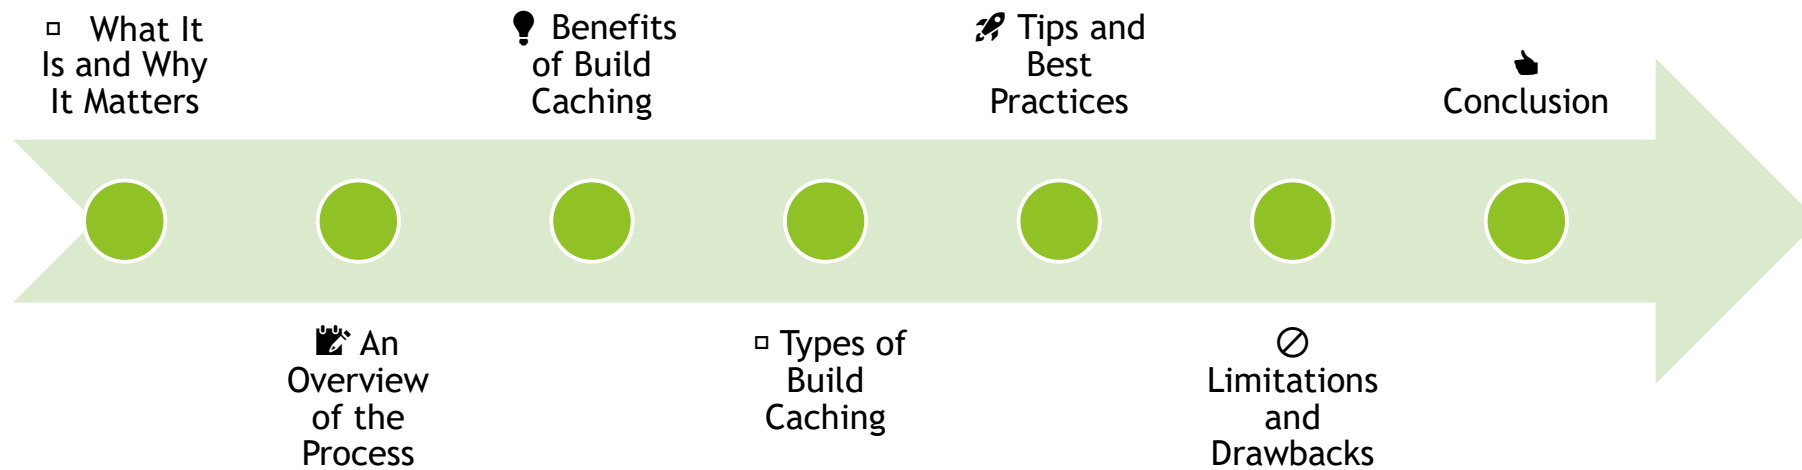 What It
Is and Why
It Matters
An
Overview
of the
Process
Benefits
of Build
Caching
Types of
Build
Caching
Tips and
Best
Practices
Limitations
and
Drawbacks
Conclusion